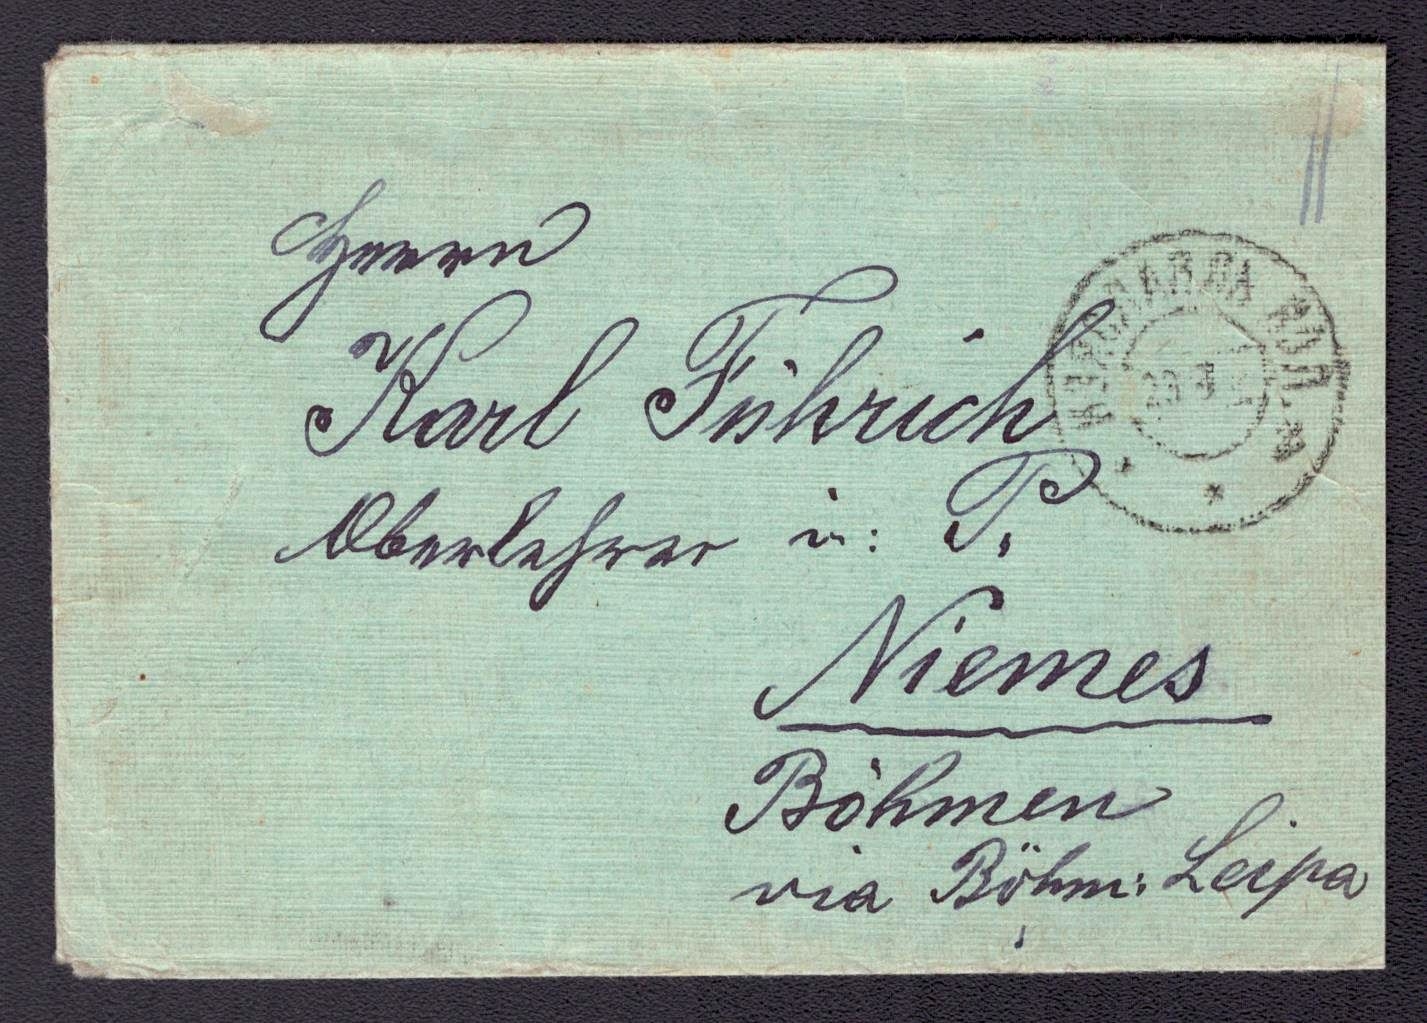 Herrn
Karl Führich
Oberlehrer i: P.
Niemes
Böhmen
via Böhm: Leipa